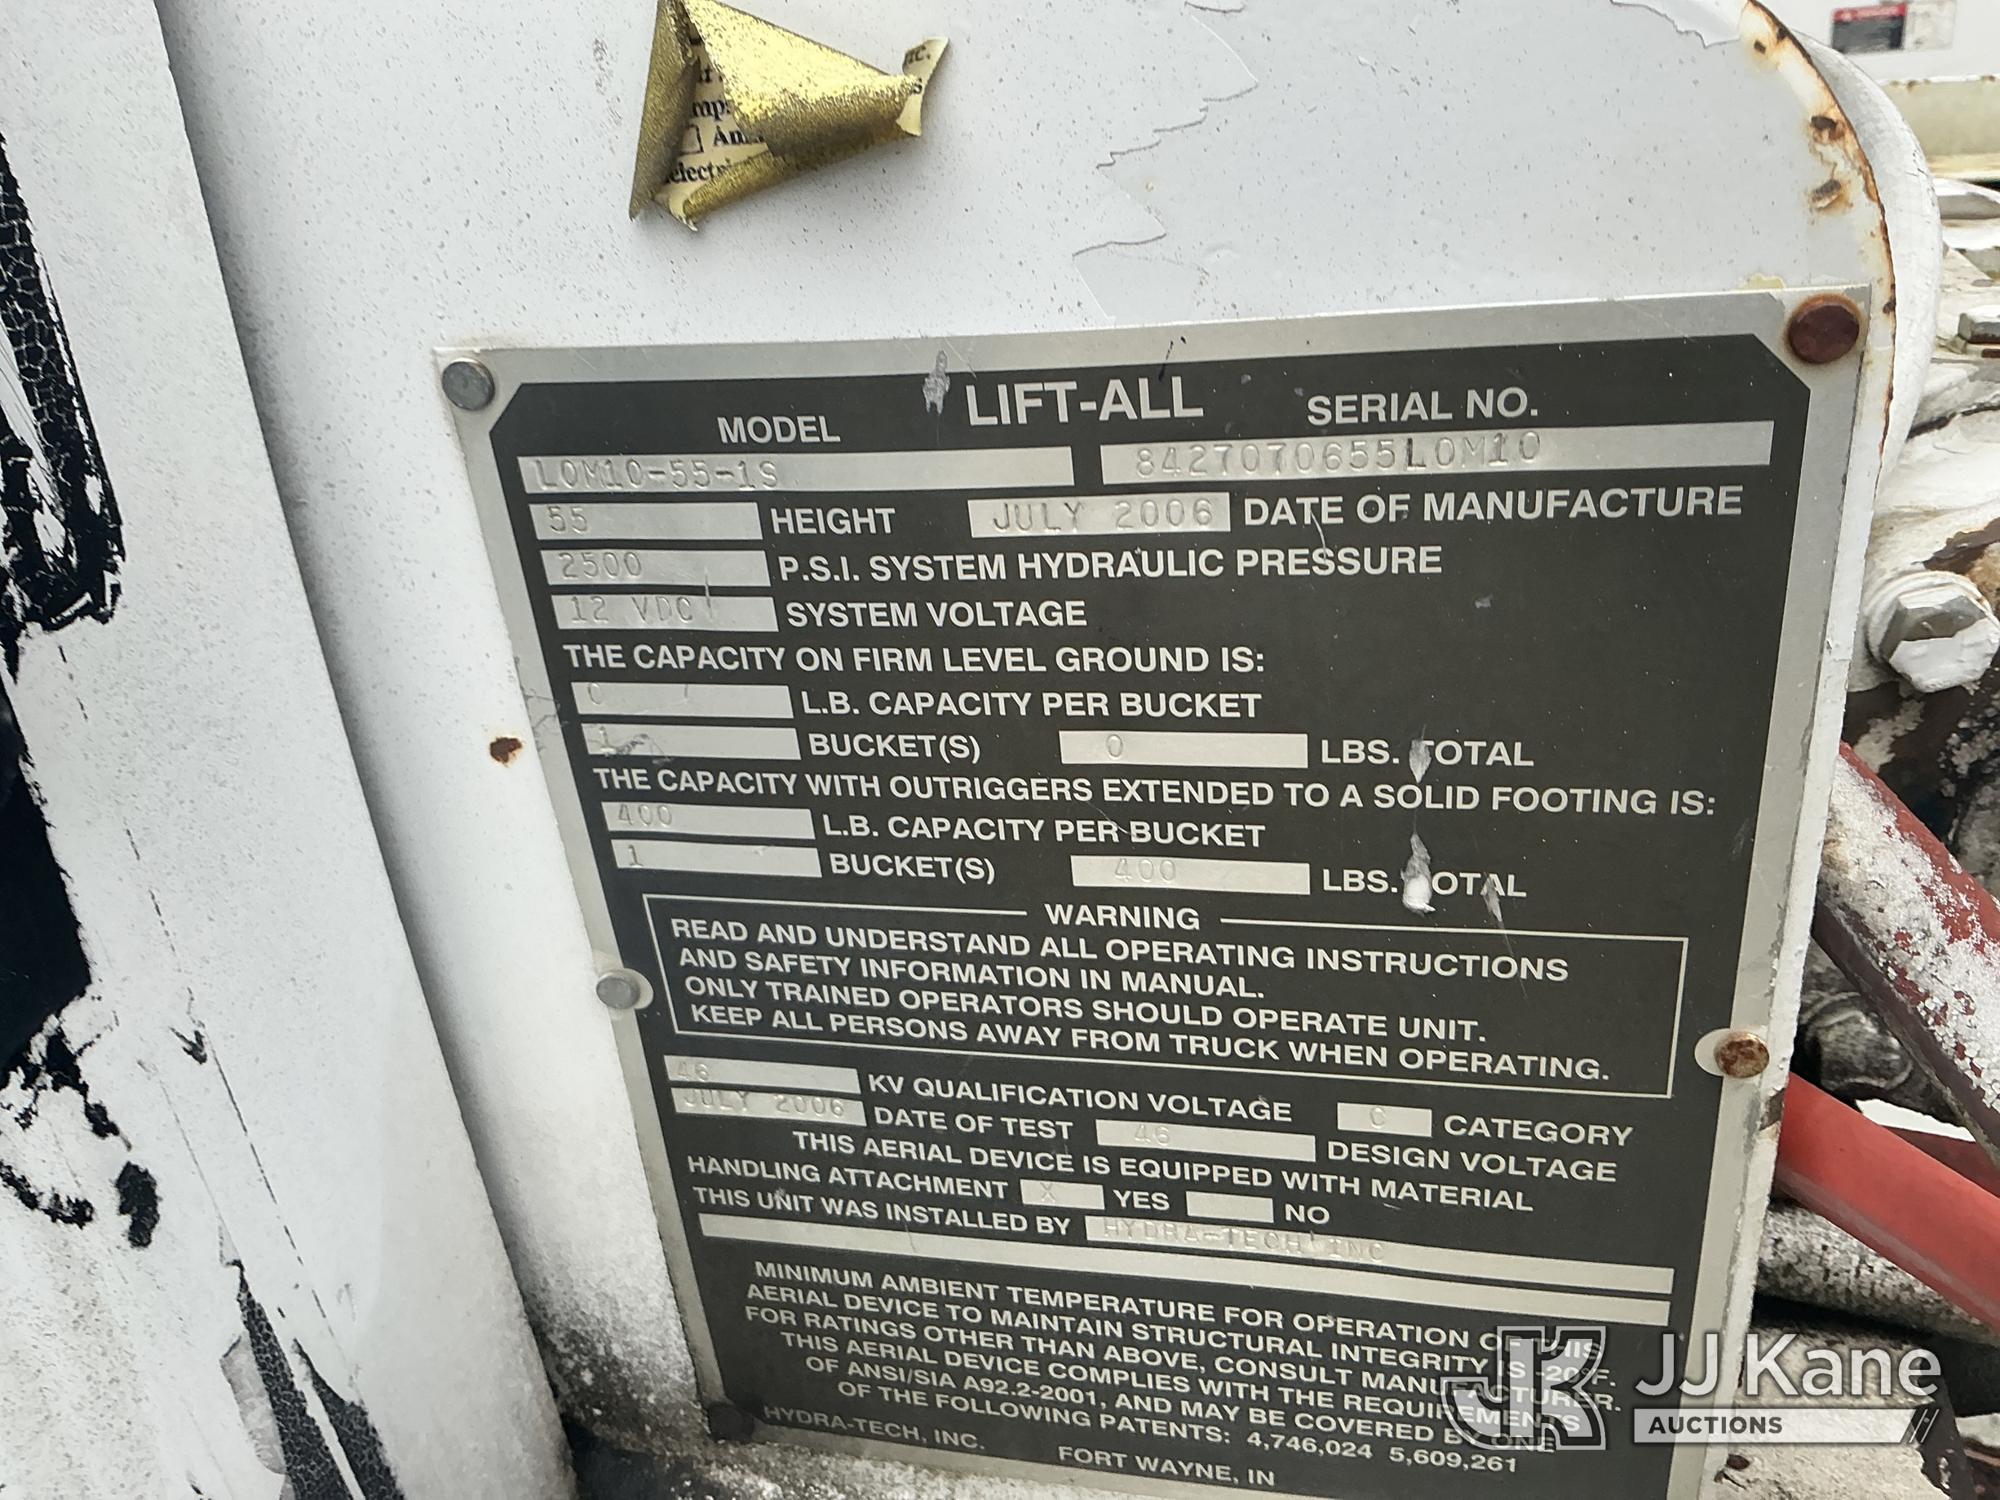 elect
LIFT-ALL
MODEL SERIAL NO.
LOM10-55-1S 8427070655LOM10
55 HEIGHT JULY 2006 DATE OF MANUFACTURE
2500 P.S.I. SYSTEM HYDRAULIC PRESSURE
12 VDC SYSTEM VOLTAGE
THE CAPACITY ON FIRM LEVEL GROUND IS:
0 L.B. CAPACITY PER BUCKET
1 BUCKET(S) 0 LBS. TOTAL
THE CAPACITY WITH OUTRIGGERS EXTENDED TO A SOLID FOOTING IS:
400 L.B. CAPACITY PER BUCKET
1 BUCKET(S) 400 LBS. TOTAL
WARNING
READ AND UNDERSTAND ALL OPERATING INSTRUCTIONS
AND SAFETY INFORMATION IN MANUAL.
ONLY TRAINED OPERATORS SHOULD OPERATE UNIT.
KEEP ALL PERSONS AWAY FROM TRUCK WHEN OPERATING.
46 KV QUALIFICATION VOLTAGE C CATEGORY
JULY 2006 DATE OF TEST 46 DESIGN VOLTAGE
THIS AERIAL DEVICE IS EQUIPPED WITH MATERIAL
HANDLING ATTACHMENT X YES NO
THIS UNIT WAS INSTALLED BY HYDRA-TECH INC
MINIMUM AMBIENT TEMPERATURE FOR OPERATION OF THIS
AERIAL DEVICE TO MAINTAIN STRUCTURAL INTEGRITY IS -20°F.
FOR RATINGS OTHER THAN ABOVE, CONSULT MANUFACTURER.
THIS AERIAL DEVICE COMPLIES WITH THE REQUIREMENTS
OF ANSI/SIA A92.2-2001, AND MAY BE COVERED BY ONE
OF THE FOLLOWING PATENTS: 4,746,024 5,609,261
HYDRA-TECH, INC. FORT WAYNE, IN
JK JJ Kane
AUCTIONS